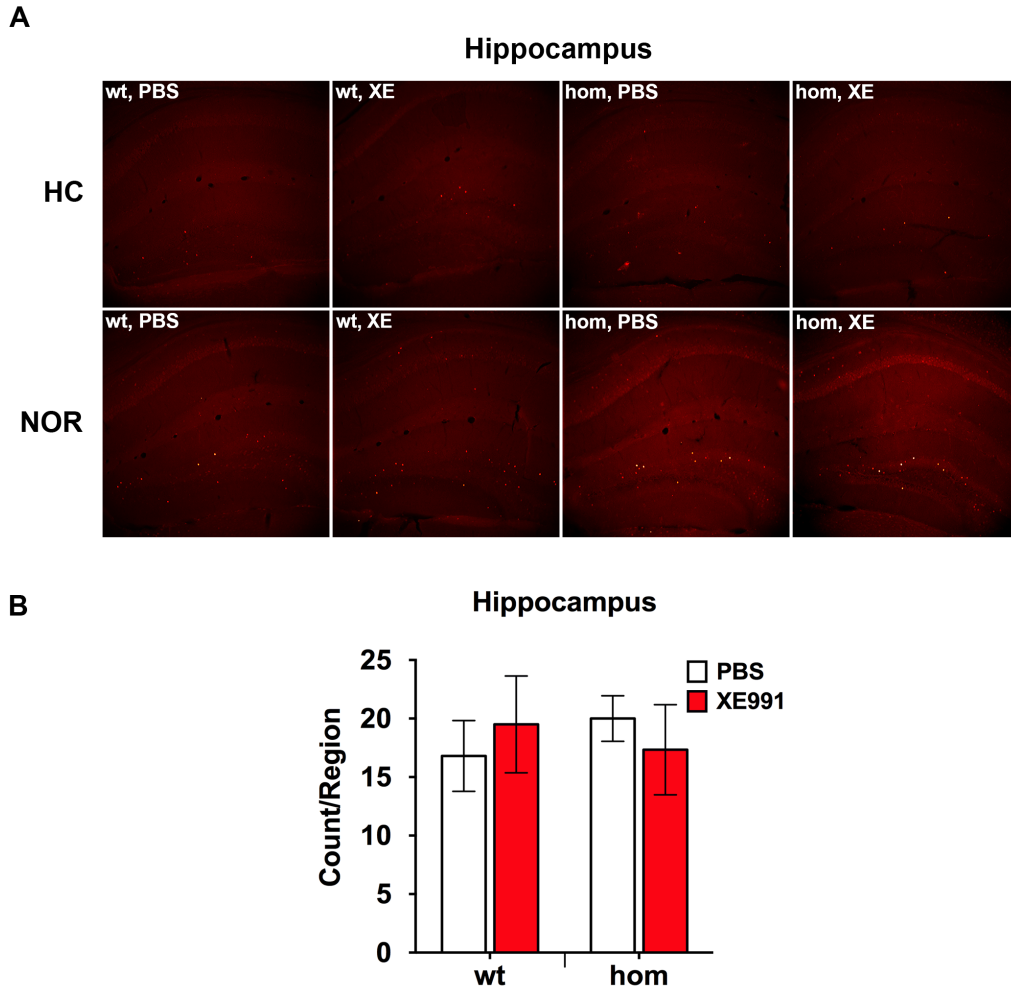 A
Hippocampus
wt, PBS
wt, XE
hom, PBS
hom, XE
HC
wt, PBS
wt, XE
hom, PBS
hom, XE
NOR
B
Hippocampus
25
20
15
10
5
0
Count/Region
PBS
XE991
wt
hom